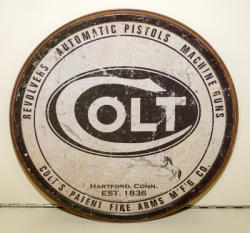 REVOLVERS AUTOMATIC PISTOLS MACHINE GUNS
COLT
HARTFORD, CONN.
EST. 1836
COLT'S PATENT FIRE ARMS M'F'G CO.